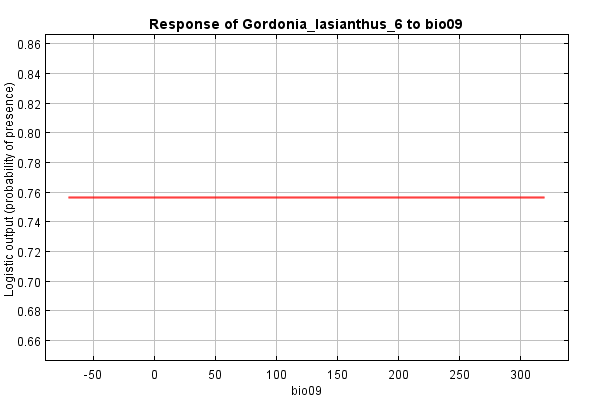 Response of Gordonia_lasianthus_6 to bio09
Logistic output (probability of presence)
0.86
0.84
0.82
0.80
0.78
0.76
0.74
0.72
0.70
0.68
0.66
-50 0 50 100 150 200 250 300
bio09